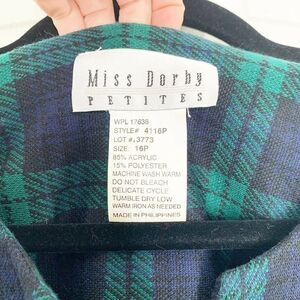 Miss Dorby
PETITES
WPL 17638
STYLE# 4116P
LOT #.3773
SIZE: 16P
85% ACRYLIC
15% POLYESTER
MACHINE WASH WARM
DO NOT BLEACH
DELICATE CYCLE
TUMBLE DRY LOW
WARM IRON AS NEEDED
MADE IN PHILIPPINES